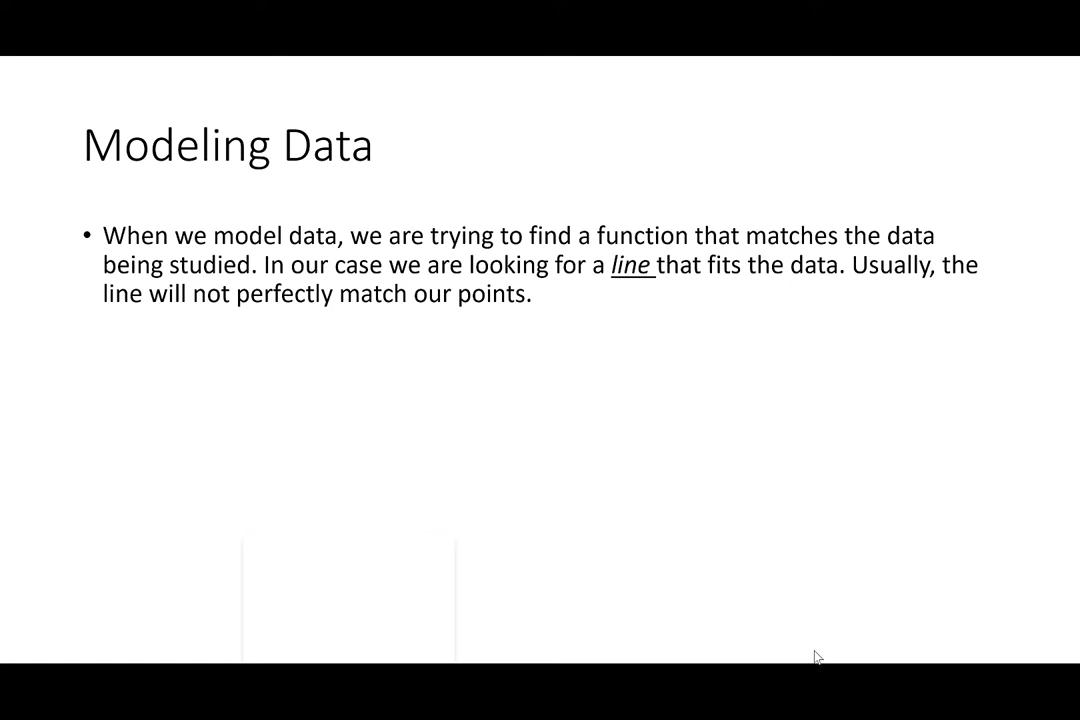 Modeling Data
• When we model data, we are trying to find a function that matches the data
being studied. In our case we are looking for a line that fits the data. Usually, the
line will not perfectly match our points.